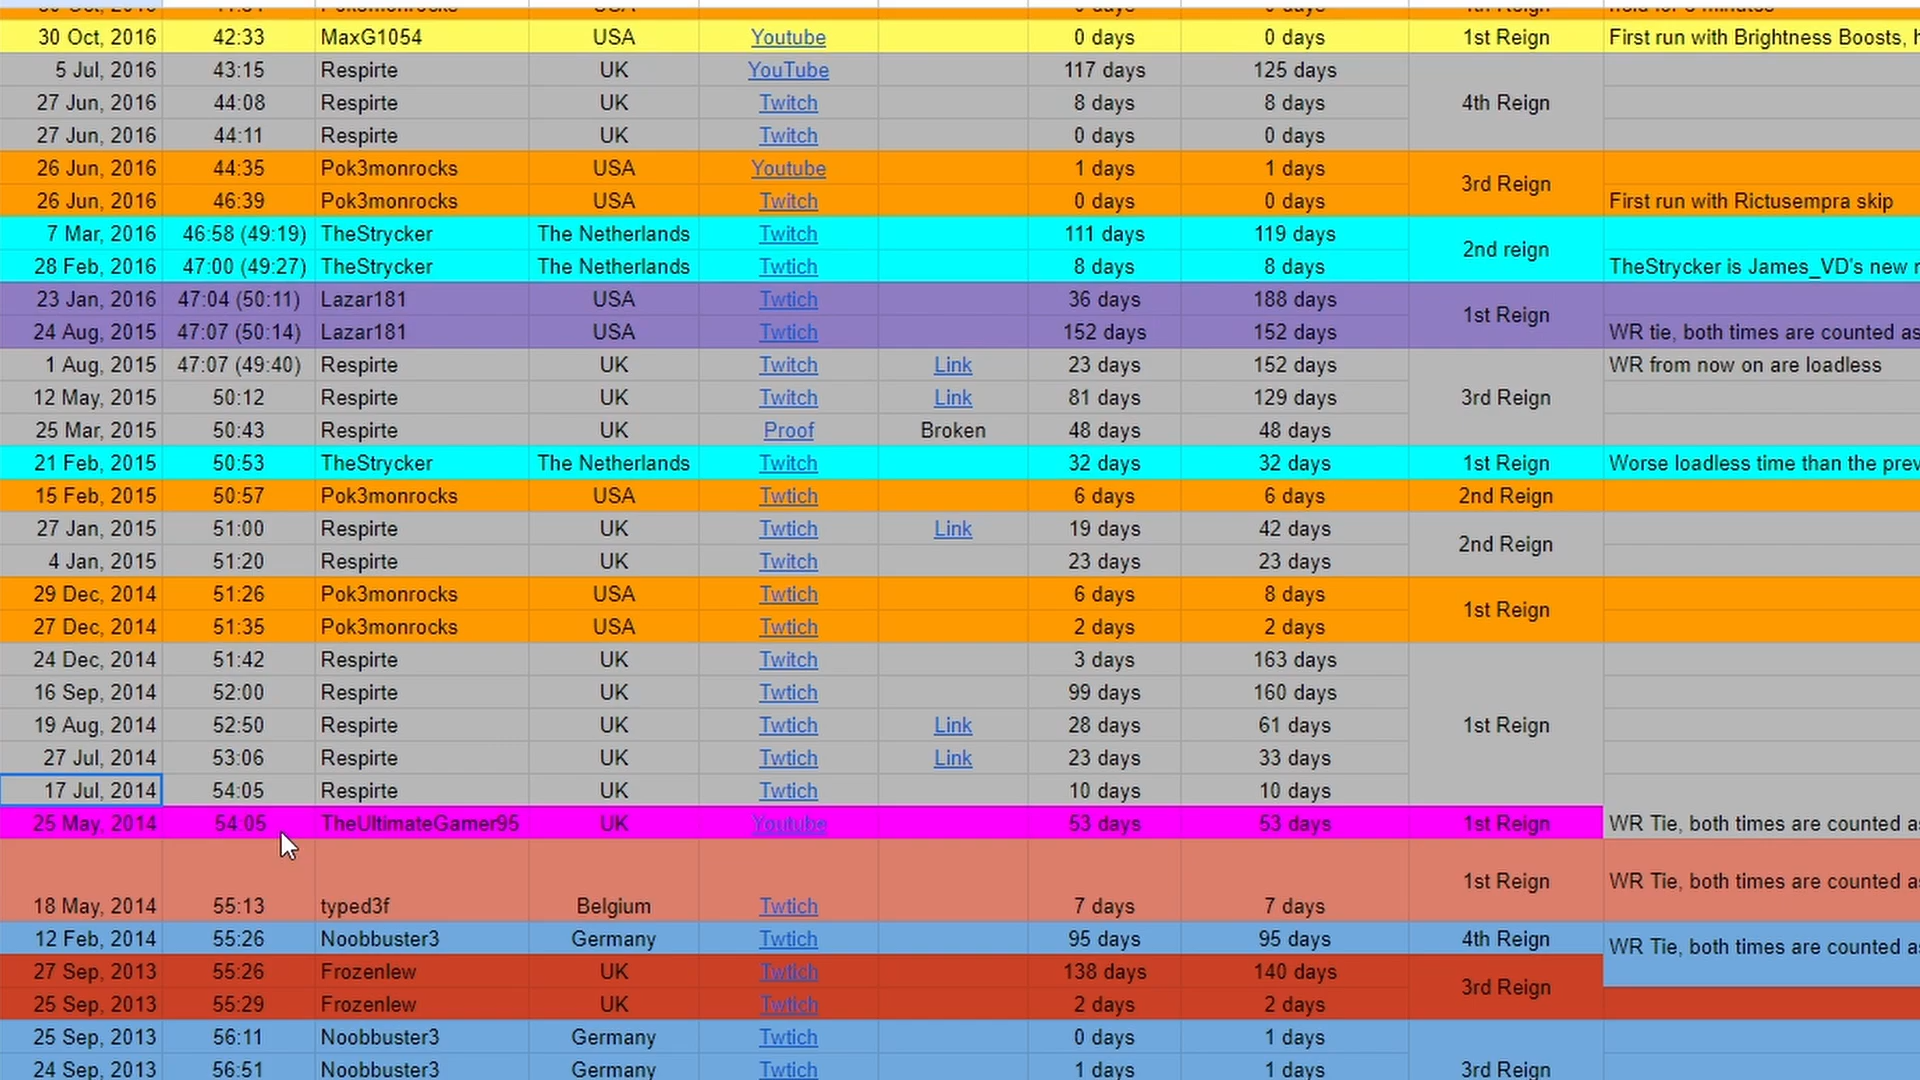 30 Oct, 2016 42:33 MaxG1054 USA Youtube 0 days 0 days 1st Reign First run with Brightness Boosts,
5 Jul, 2016 43:15 Respirte UK YouTube 117 days 125 days
27 Jun, 2016 44:08 Respirte UK Twitch 8 days 8 days 4th Reign
27 Jun, 2016 44:11 Respirte UK Twitch 0 days 0 days
26 Jun, 2016 44:35 Pok3monrocks USA Youtube 1 days 1 days
3rd Reign
26 Jun, 2016 46:39 Pok3monrocks USA Twitch 0 days 0 days First run with Rictusempra skip
7 Mar, 2016 46:58 (49:19) TheStrycker The Netherlands Twitch 111 days 119 days
2nd reign
28 Feb, 2016 47:00 (49:27) TheStrycker The Netherlands Twtich 8 days 8 days TheStrycker is James_VD's new
23 Jan, 2016 47:04 (50:11) Lazar181 USA Twtich 36 days 188 days
1st Reign
24 Aug, 2015 47:07 (50:14) Lazar181 USA Twtich 152 days 152 days WR tie, both times are counted as
1 Aug, 2015 47:07 (49:40) Respirte UK Twitch Link 23 days 152 days WR from now on are loadless
12 May, 2015 50:12 Respirte UK Twitch Link 81 days 129 days 3rd Reign
25 Mar, 2015 50:43 Respirte UK Proof Broken 48 days 48 days
21 Feb, 2015 50:53 TheStrycker The Netherlands Twitch 32 days 32 days 1st Reign Worse loadless time than the prev
15 Feb, 2015 50:57 Pok3monrocks USA Twtich 6 days 6 days 2nd Reign
27 Jan, 2015 51:00 Respirte UK Twtich Link 19 days 42 days
2nd Reign
4 Jan, 2015 51:20 Respirte UK Twitch 23 days 23 days
29 Dec, 2014 51:26 Pok3monrocks USA Twtich 6 days 8 days
1st Reign
27 Dec, 2014 51:35 Pok3monrocks USA Twtich 2 days 2 days
24 Dec, 2014 51:42 Respirte UK Twitch 3 days 163 days
16 Sep, 2014 52:00 Respirte UK Twtich 99 days 160 days
19 Aug, 2014 52:50 Respirte UK Twtich Link 28 days 61 days 1st Reign
27 Jul, 2014 53:06 Respirte UK Twtich Link 23 days 33 days
17 Jul, 2014 54:05 Respirte UK Twtich 10 days 10 days
25 May, 2014 54:05 TheUltimateGamer95 UK Youtube 53 days 53 days 1st Reign WR Tie, both times are counted as
1st Reign WR Tie, both times are counted as
18 May, 2014 55:13 typed3f Belgium Twtich 7 days 7 days
12 Feb, 2014 55:26 Noobbuster3 Germany Twtich 95 days 95 days 4th Reign WR Tie, both times are counted as
27 Sep, 2013 55:26 Frozenlew UK Twtich 138 days 140 days
3rd Reign
25 Sep, 2013 55:29 Frozenlew UK Twtich 2 days 2 days
25 Sep, 2013 56:11 Noobbuster3 Germany Twtich 0 days 1 days
24 Sep, 2013 56:51 Noobbuster3 Germany Twtich 1 days 1 days 3rd Reign